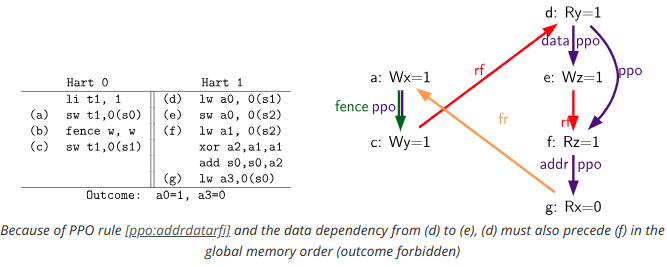 Hart 0 Hart 1
li t1, 1 (d) lw a0, 0(s1)
(a) sw t1,0(s0) (e) sw a0, 0(s2)
(b) fence w, w (f) lw a1, 0(s2)
(c) sw t1,0(s1) xor a2,a1,a1
add s0,s0,a2
(g) lw a3,0(s0)
Outcome: a0=1, a3=0
d: Ry=1
data ppo
rf
ppo
a: Wx=1
e: Wz=1
fence ppo
fr
rf
c: Wy=1
f: Rz=1
addr ppo
g: Rx=0
Because of PPO rule [ppo:addrdatarfi] and the data dependency from (d) to (e), (d) must also precede (f) in the
global memory order (outcome forbidden)